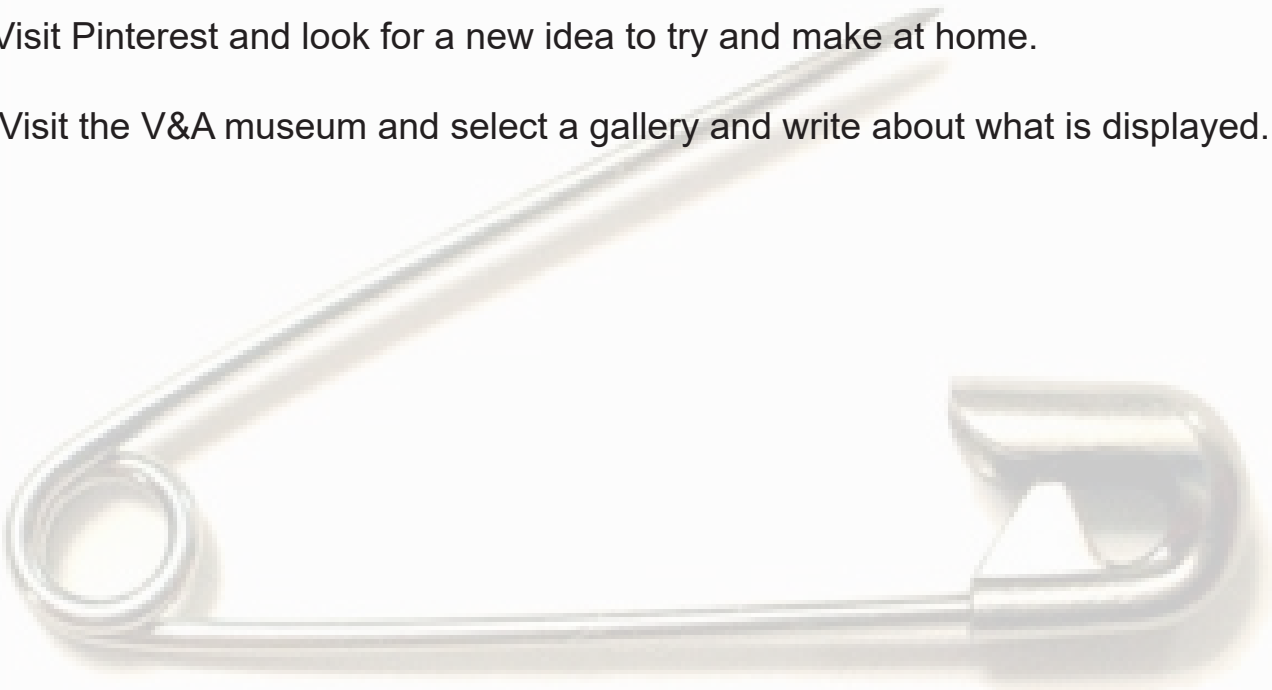 Visit Pinterest and look for a new idea to try and make at home.
Visit the V&A museum and select a gallery and write about what is displayed.